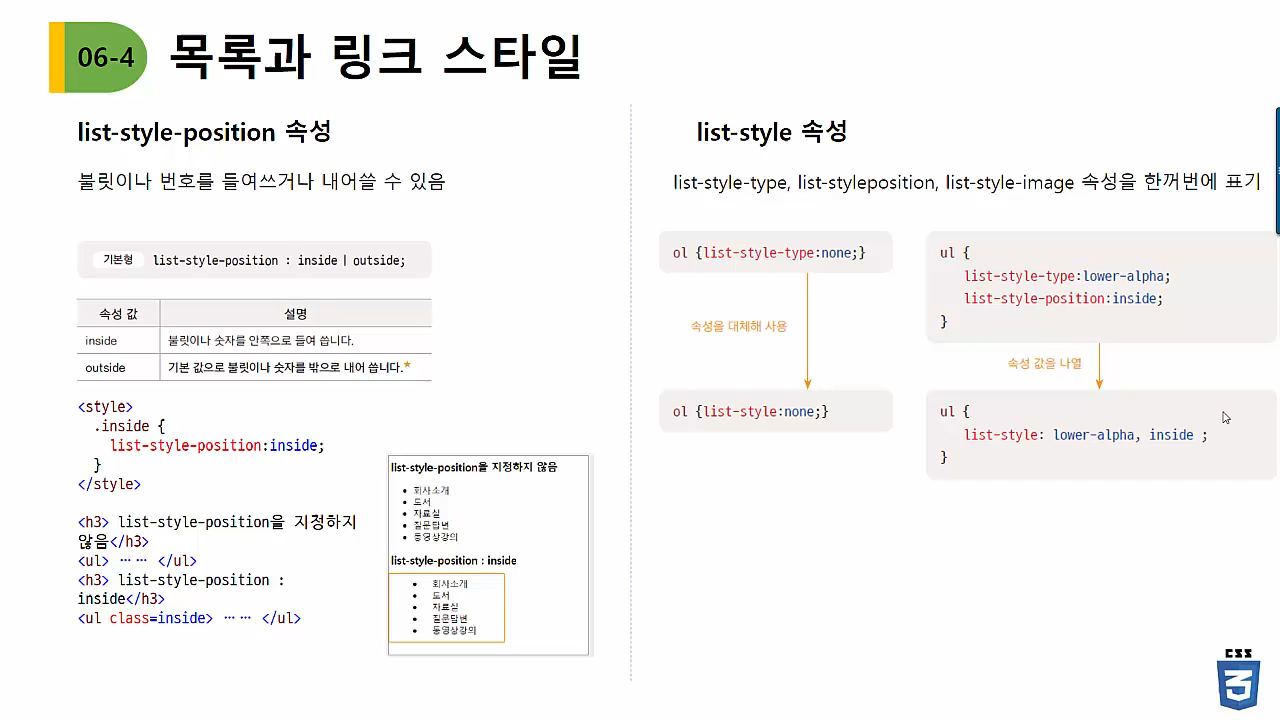 06-4 목록과 링크 스타일
list-style-position 속성
불릿이나 번호를 들여쓰거나 내어쓸 수 있음
기본형 list-style-position : inside | outside;
속성 값 설명
inside 불릿이나 숫자를 안쪽으로 들여 씁니다.
outside 기본 값으로 불릿이나 숫자를 밖으로 내어 씁니다.★
<style>
.inside {
list-style-position:inside;
}
</style>
<h3> list-style-position을 지정하지
않음</h3>
<ul> …… </ul>
<h3> list-style-position :
inside</h3>
<ul class=inside> …… </ul>
list-style-position을 지정하지 않음
• 회사소개
• 도서
• 자료실
• 질문답변
• 동영상강의
list-style-position : inside
• 회사소개
• 도서
• 자료실
• 질문답변
• 동영상강의
list-style 속성
list-style-type, list-styleposition, list-style-image 속성을 한꺼번에 표기
ol {list-style-type:none;}
속성을 대체해 사용
ol {list-style:none;}
ul {
list-style-type:lower-alpha;
list-style-position:inside;
}
속성 값을 나열
ul {
list-style: lower-alpha, inside ;
}
CSS
3